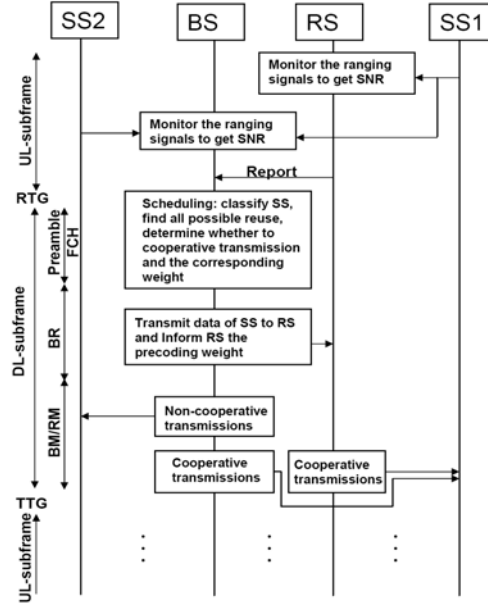 SS2
BS
RS
SS1
Monitor the ranging
signals to get SNR
Monitor the ranging
signals to get SNR
UL-subframe
Report
RTG
Scheduling: classify SS,
find all possible reuse,
determine whether to
cooperative transmission
and the corresponding
weight
Preamble
FCH
DL-subframe
Transmit data of SS to RS
and Inform RS the
precoding weight
BR
Non-cooperative
transmissions
BM/RM
Cooperative
transmissions
Cooperative
transmissions
TTG
UL-subframe